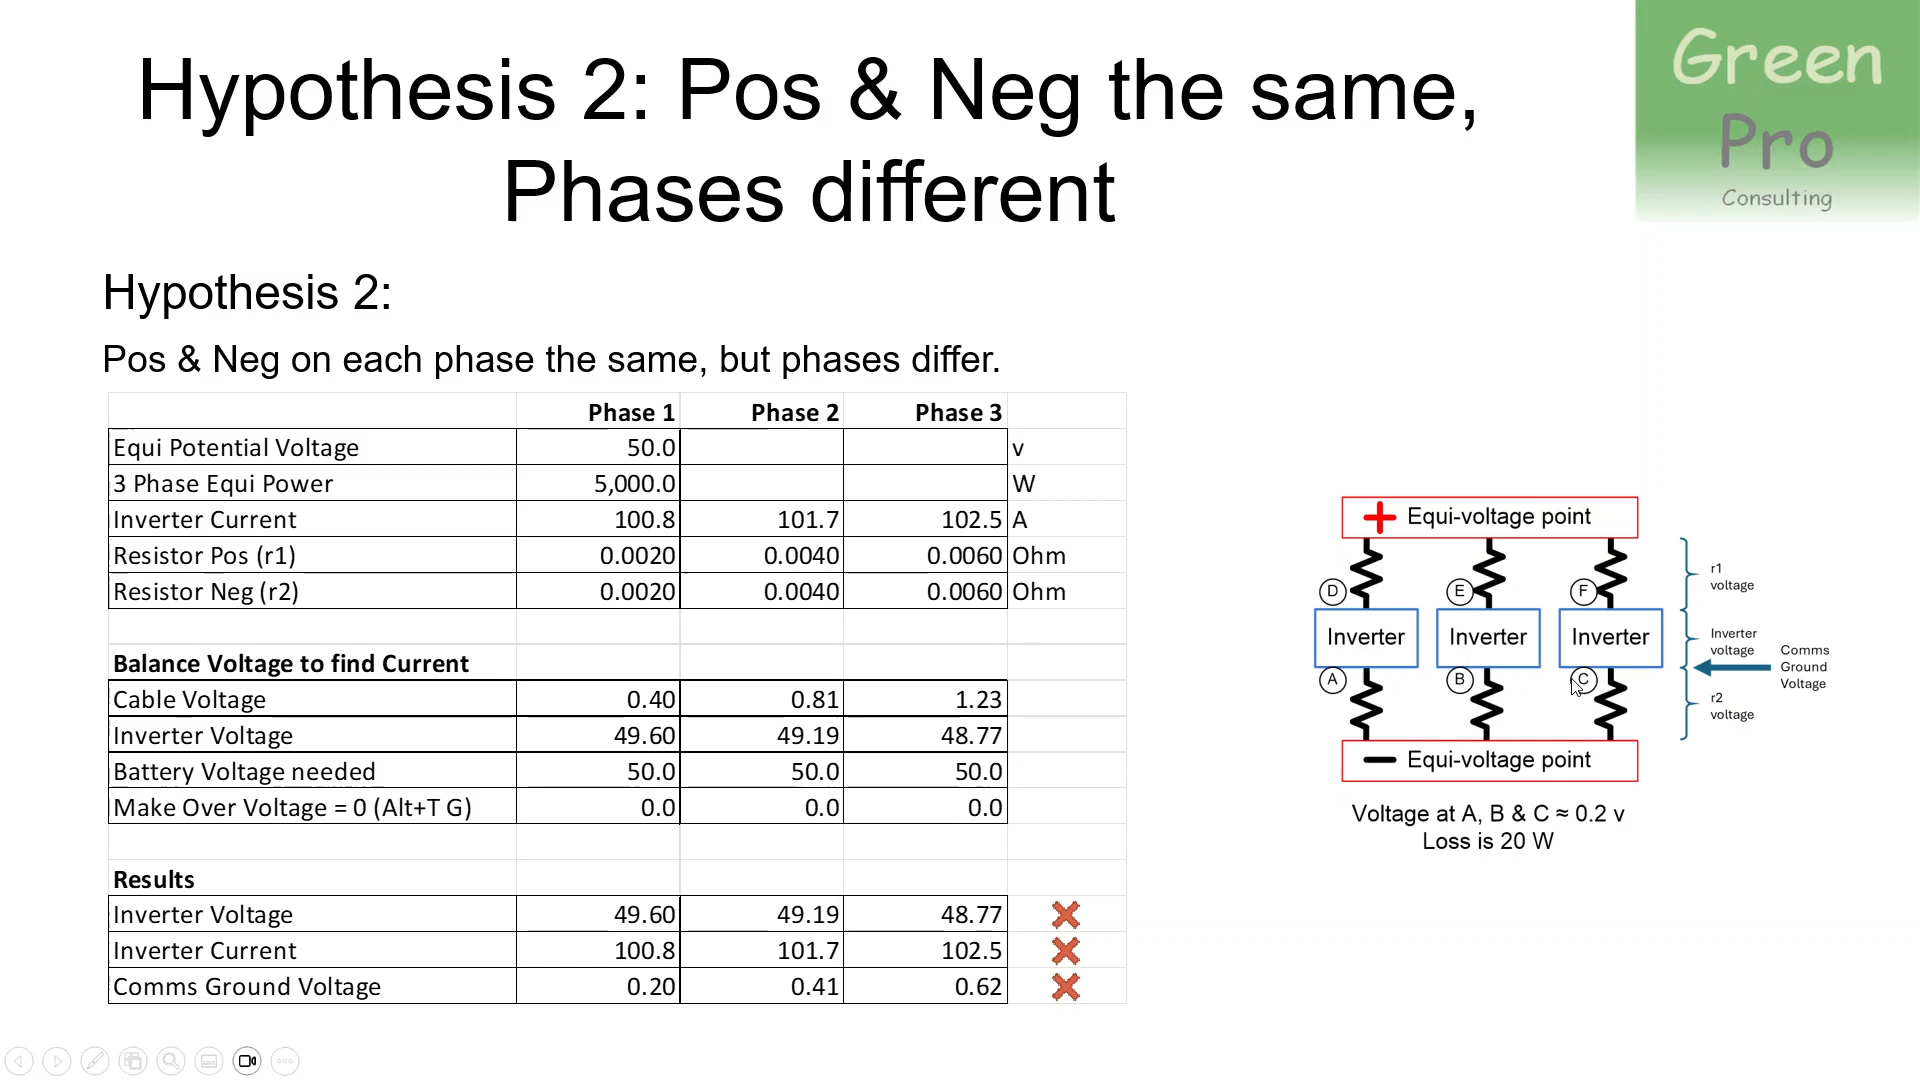 Hypothesis 2: Pos & Neg the same,
Phases different
Green
Pro
Consulting
Hypothesis 2:
Pos & Neg on each phase the same, but phases differ.
Phase 1 Phase 2 Phase 3
Equi Potential Voltage 50.0 v
3 Phase Equi Power 5,000.0 W
Inverter Current 100.8 101.7 102.5 A
Resistor Pos (r1) 0.0020 0.0040 0.0060 Ohm
Resistor Neg (r2) 0.0020 0.0040 0.0060 Ohm
Balance Voltage to find Current
Cable Voltage 0.40 0.81 1.23
Inverter Voltage 49.60 49.19 48.77
Battery Voltage needed 50.0 50.0 50.0
Make Over Voltage = 0 (Alt+T G) 0.0 0.0 0.0
Results
Inverter Voltage 49.60 49.19 48.77
Inverter Current 100.8 101.7 102.5
Comms Ground Voltage 0.20 0.41 0.62
+ Equi-voltage point
D E F
Inverter Inverter Inverter
A B C
− Equi-voltage point
r1
voltage
Inverter
voltage
r2
voltage
Comms
Ground
Voltage
Voltage at A, B & C ≈ 0.2 v
Loss is 20 W